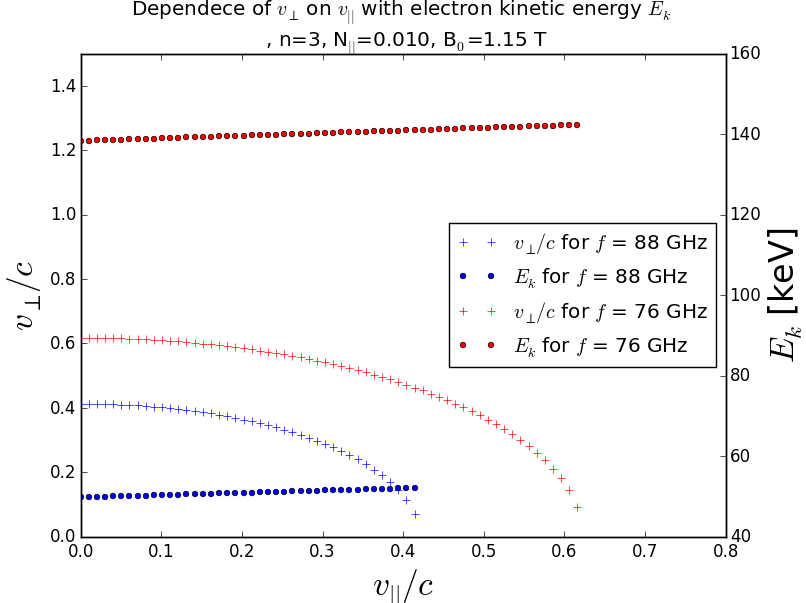 Dependece of v⊥ on v|| with electron kinetic energy Ek
, n=3, N||=0.010, B0=1.15 T
1.4
1.2
1.0
0.8
0.6
0.4
0.2
0.0
v⊥/c
160
140
120
100
80
60
40
Ek [keV]
v⊥/c for f = 88 GHz
Ek for f = 88 GHz
v⊥/c for f = 76 GHz
Ek for f = 76 GHz
0.0 0.1 0.2 0.3 0.4 0.5 0.6 0.7 0.8
v||/c